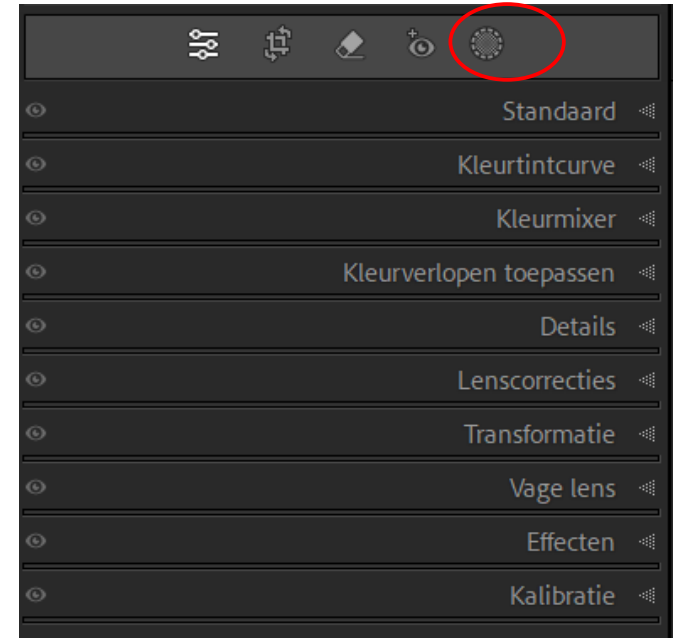 Standaard
Kleurtintcurve
Kleurmixer
Kleurverlopen toepassen
Details
Lenscorrecties
Transformatie
Vage lens
Effecten
Kalibratie